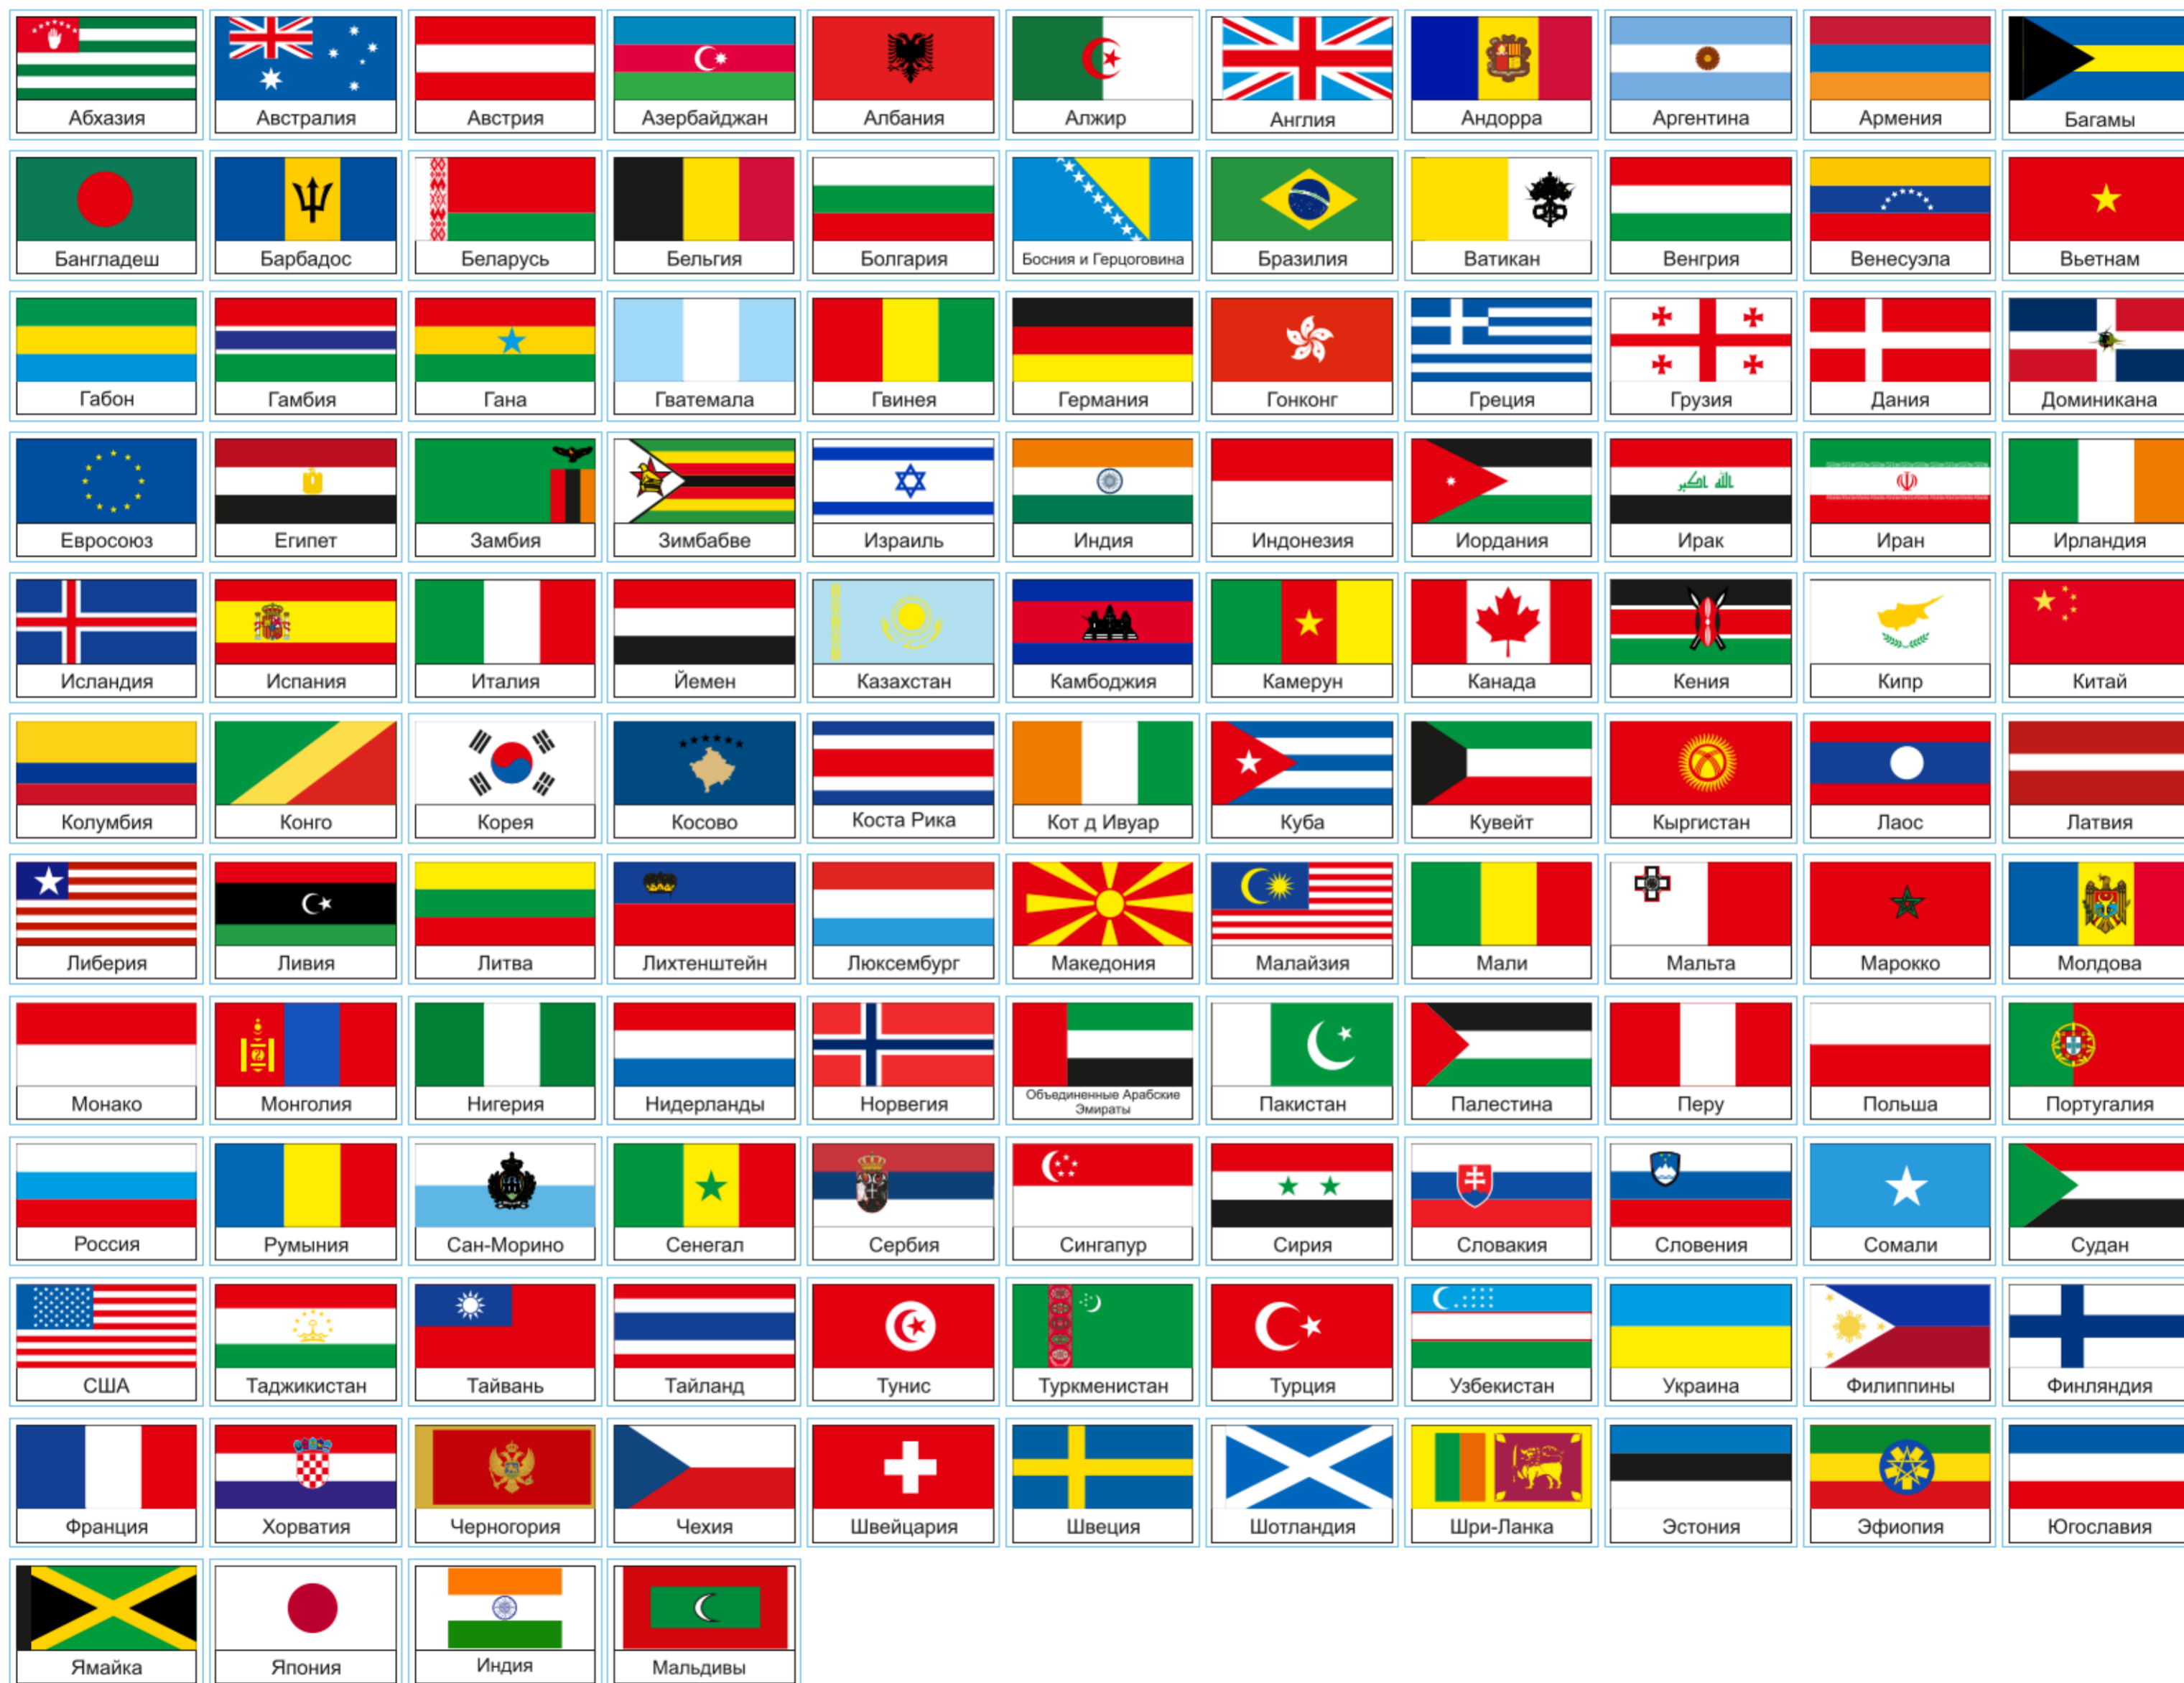 Абхазия Австралия Австрия Азербайджан Албания Алжир Англия Андорра Аргентина Армения Багамы
Бангладеш Барбадос Беларусь Бельгия Болгария Босния и Герцоговина Бразилия Ватикан Венгрия Венесуэла Вьетнам
Габон Гамбия Гана Гватемала Гвинея Германия Гонконг Греция Грузия Дания Доминикана
Евросоюз Египет Замбия Зимбабве Израиль Индия Индонезия Иордания Ирак Иран Ирландия
Исландия Испания Италия Йемен Казахстан Камбоджия Камерун Канада Кения Кипр Китай
Колумбия Конго Корея Косово Коста Рика Кот д Ивуар Куба Кувейт Кыргистан Лаос Латвия
Либерия Ливия Литва Лихтенштейн Люксембург Македония Малайзия Мали Мальта Марокко Молдова
Монако Монголия Нигерия Нидерланды Норвегия Объединенные Арабские
Эмираты Пакистан Палестина Перу Польша Португалия
Россия Румыния Сан-Морино Сенегал Сербия Сингапур Сирия Словакия Словения Сомали Судан
США Таджикистан Тайвань Тайланд Тунис Туркменистан Турция Узбекистан Украина Филиппины Финляндия
Франция Хорватия Черногория Чехия Швейцария Швеция Шотландия Шри-Ланка Эстония Эфиопия Югославия
Ямайка Япония Индия Мальдивы